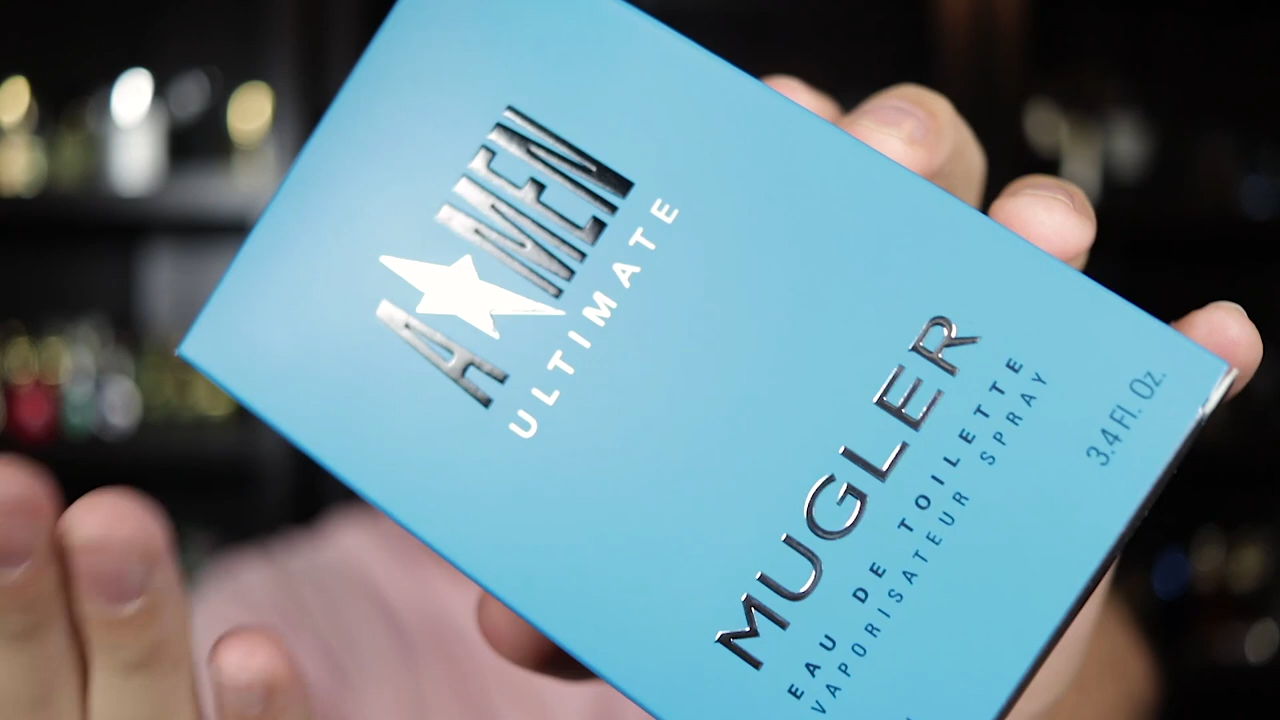 A MEN
ULTIMATE
MUGLER
EAU DE TOILETTE
VAPORISATEUR SPRAY
3.4 Fl. Oz.